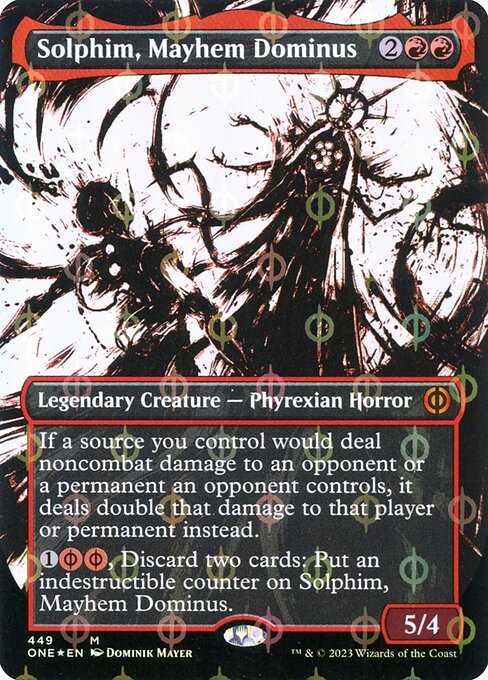 Solphim, Mayhem Dominus 2
Legendary Creature — Phyrexian Horror
If a source you control would deal
noncombat damage to an opponent or
a permanent an opponent controls, it
deals double that damage to that player
or permanent instead.
1, Discard two cards: Put an
indestructible counter on Solphim,
Mayhem Dominus.
5/4
449 M
ONE★EN DOMINIK MAYER
™ & © 2023 Wizards of the Coast